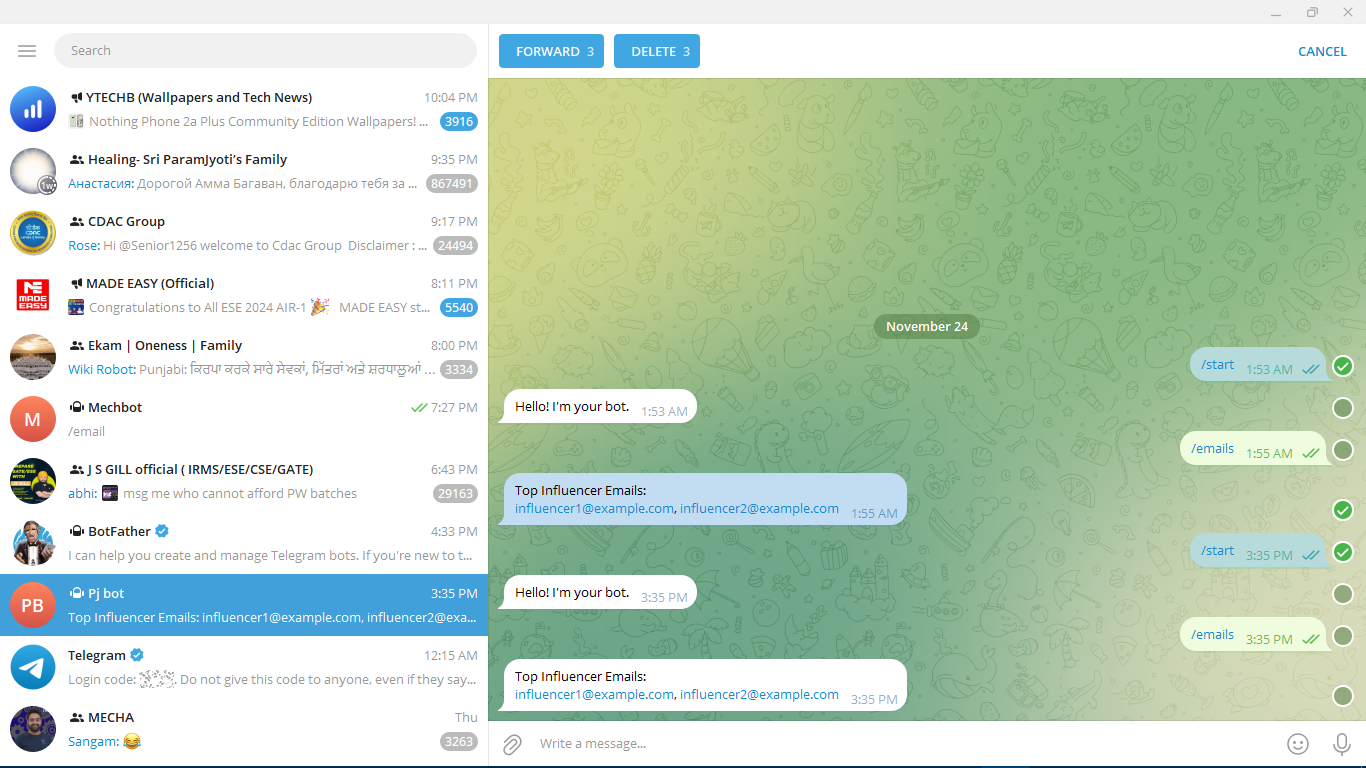 Search
FORWARD 3
DELETE 3
CANCEL
YTECHB (Wallpapers and Tech News) 10:04 PM
Nothing Phone 2a Plus Community Edition Wallpapers! ... 3916
Healing- Sri ParamJyoti's Family 9:35 PM
Анастасия: Дорогой Амма Багаван, благодарю тебя за ... 867491
CDAC Group 9:17 PM
Rose: Hi @Senior1256 welcome to Cdac Group Disclaimer : ... 24494
MADE EASY (Official) 8:11 PM
NE MADE EASY
Congratulations to All ESE 2024 AIR-1 🎉 MADE EASY st... 5540
Ekam | Oneness | Family 8:00 PM
Wiki Robot: Punjabi: ਕਿਰਪਾ ਕਰਕੇ ਸਾਰੇ ਸੇਵਕਾਂ, ਮਿੱਤਰਾਂ ਅਤੇ ਸ਼ਰਧਾਲੂਆਂ ... 3334
M
Mechbot 7:27 PM
/email
J S GILL official ( IRMS/ESE/CSE/GATE) 6:43 PM
abhi: msg me who cannot afford PW batches 29163
BotFather 4:33 PM
I can help you create and manage Telegram bots. If you're new to t...
PB
Pj bot 3:35 PM
Top Influencer Emails: influencer1@example.com, influencer2@exa...
Telegram 12:15 AM
Login code: . Do not give this code to anyone, even if they say...
MECHA Thu
Sangam: 😂 3263
November 24
/start 1:53 AM
Hello! I'm your bot. 1:53 AM
/emails 1:55 AM
Top Influencer Emails:
influencer1@example.com, influencer2@example.com 1:55 AM
/start 3:35 PM
Hello! I'm your bot. 3:35 PM
/emails 3:35 PM
Top Influencer Emails:
influencer1@example.com, influencer2@example.com 3:35 PM
Write a message...